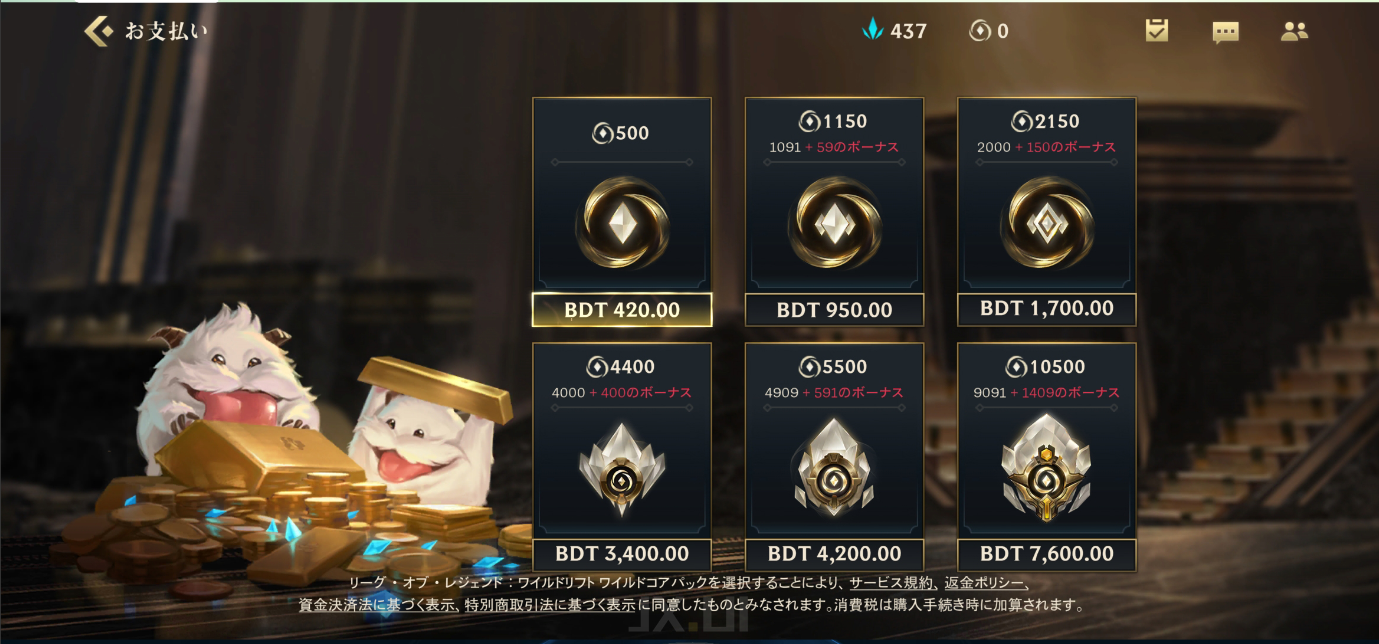 お支払い
437
0
500
1150
1091 + 59のボーナス
2150
2000 + 150のボーナス
BDT 420.00
BDT 950.00
BDT 1,700.00
4400
4000 + 400のボーナス
5500
4909 + 591のボーナス
10500
9091 + 1409のボーナス
BDT 3,400.00
BDT 4,200.00
BDT 7,600.00
リーグ・オブ・レジェンド：ワイルドリフト ワイルドコアパックを選択することにより、サービス規約、返金ポリシー、
資金決済法に基づく表示、特別商取引法に基づく表示に同意したものとみなされます。消費税は購入手続き時に加算されます。